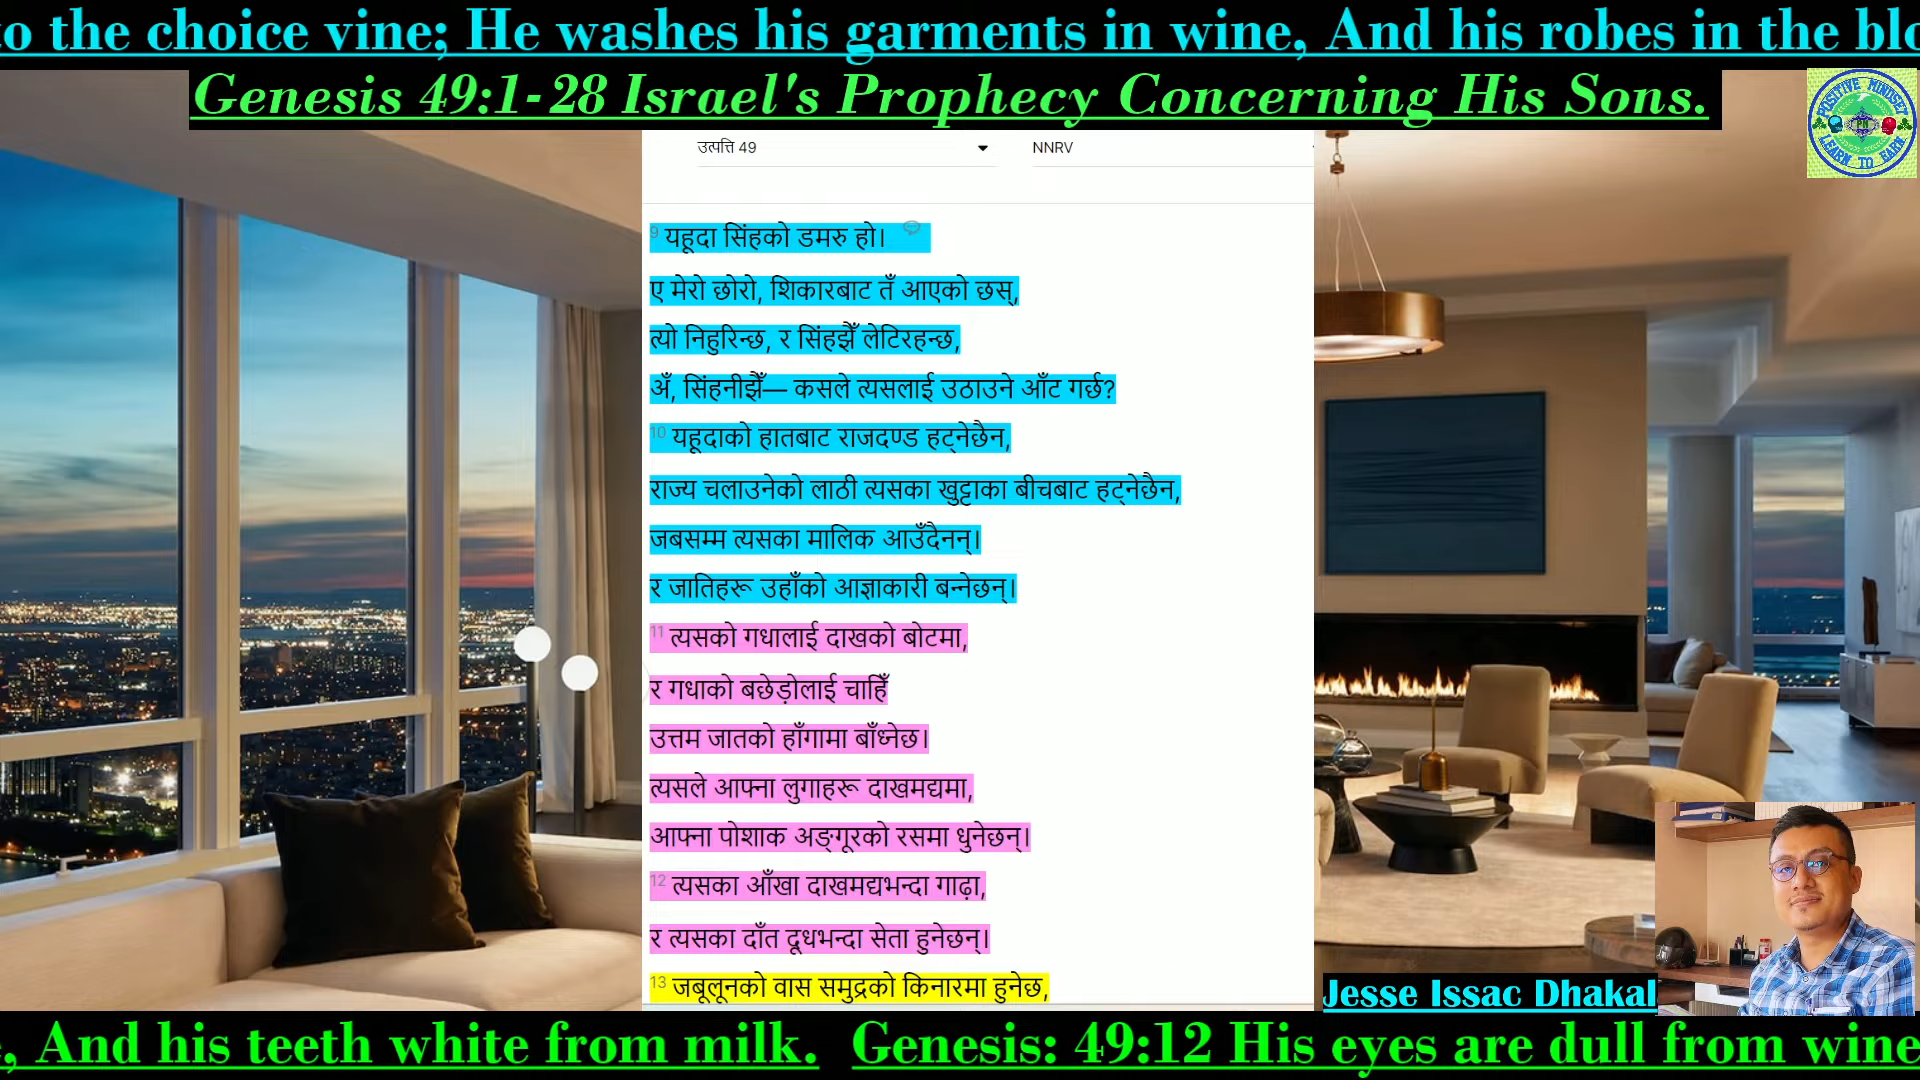 o the choice vine; He washes his garments in wine, And his robes in the blo
Genesis 49:1-28 Israel's Prophecy Concerning His Sons.
POSITIVE MINDSET
LEARN TO EARN
उत्पत्ति 49
NNRV
9 यहूदा सिंहको डमरु हो।
ए मेरो छोरो, शिकारबाट तँ आएको छस्,
त्यो निहुरिन्छ, र सिंहझैँ लेटिरहन्छ,
अँ, सिंहनीझैँ— कसले त्यसलाई उठाउने आँट गर्छ?
10 यहूदाको हातबाट राजदण्ड हट्नेछैन,
राज्य चलाउनेको लाठी त्यसका खुट्टाका बीचबाट हट्नेछैन,
जबसम्म त्यसका मालिक आउँदैनन्।
र जातिहरू उहाँको आज्ञाकारी बन्नेछन्।
11 त्यसको गधालाई दाखको बोटमा,
र गधाको बछेड़ोलाई चाहिँ
उत्तम जातको हाँगामा बाँध्नेछ।
त्यसले आफ्ना लुगाहरू दाखमद्यमा,
आफ्ना पोशाक अङ्गूरको रसमा धुनेछन्।
12 त्यसका आँखा दाखमद्यभन्दा गाढ़ा,
र त्यसका दाँत दूधभन्दा सेता हुनेछन्।
13 जबूलूनको वास समुद्रको किनारमा हुनेछ,
Jesse Issac Dhakal
, And his teeth white from milk. Genesis: 49:12 His eyes are dull from wine